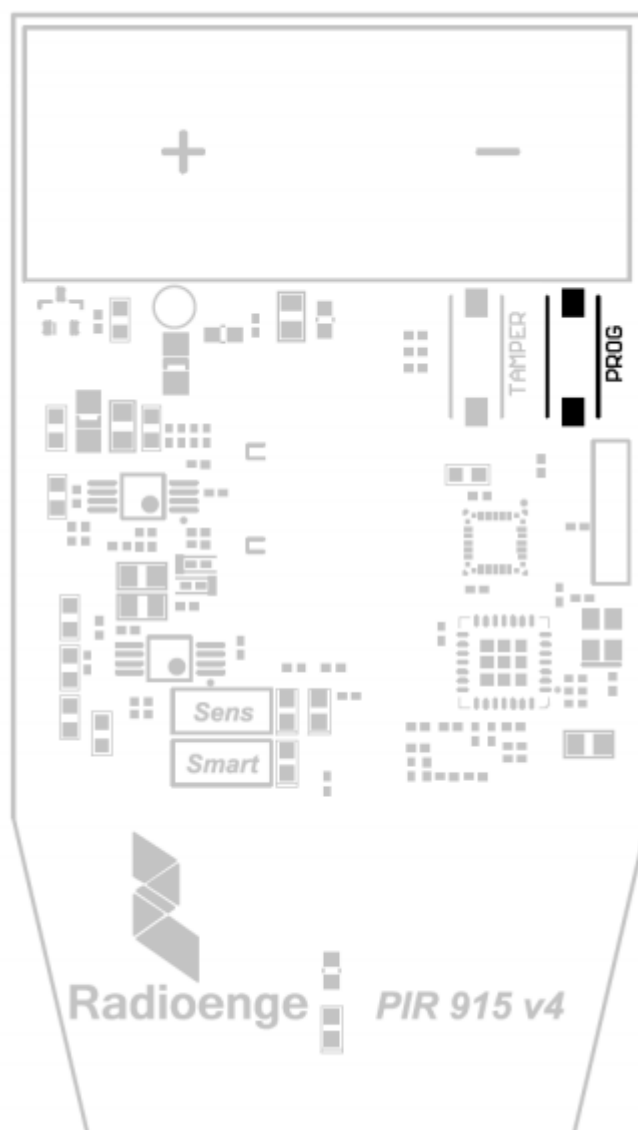 + −
TAMPER
PROG
Sens
Smart
Radioenge
PIR 915 v4